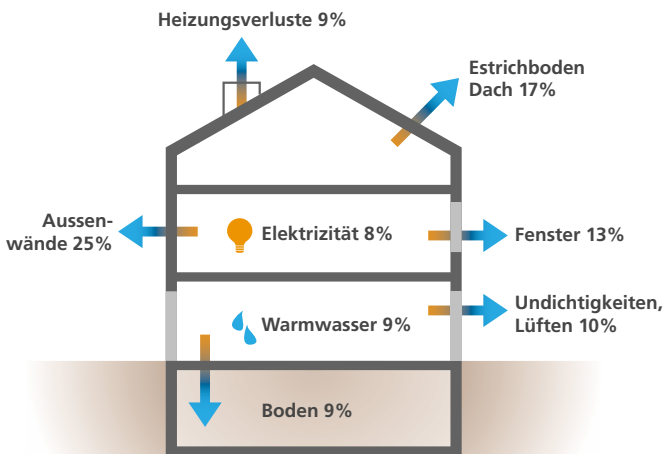 Heizungsverluste 9%
Estrichboden
Dach 17%
Aussen-
wände 25%
Elektrizität 8%
Fenster 13%
Undichtigkeiten,
Lüften 10%
Warmwasser 9%
Boden 9%